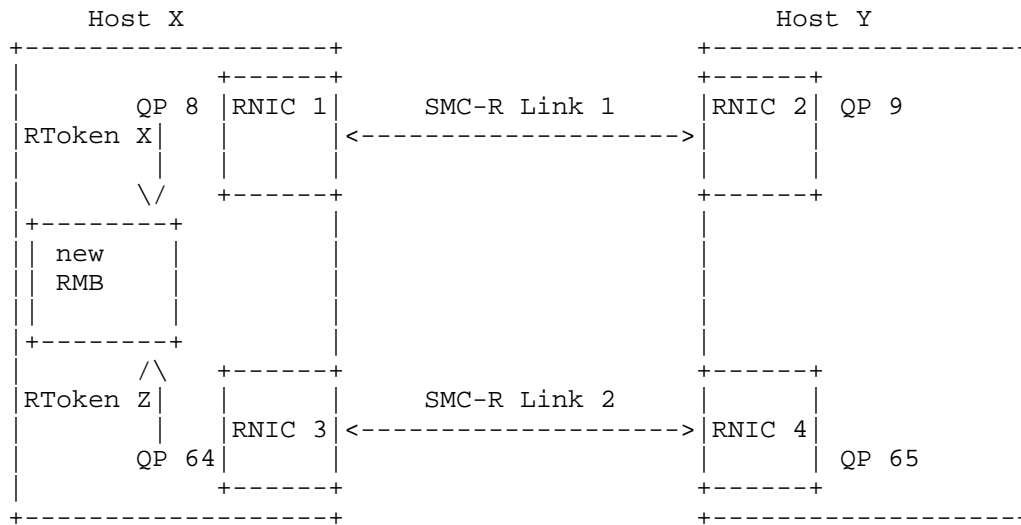 Host X Host Y
QP 8 RNIC 1 SMC-R Link 1 RNIC 2 QP 9
RToken X
new
RMB
RToken Z SMC-R Link 2
RNIC 3 RNIC 4
QP 64 QP 65